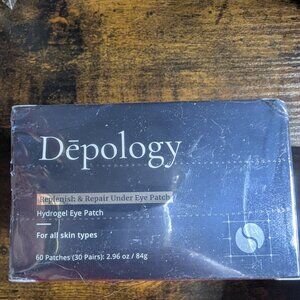 Dēpology
Replenish & Repair Under Eye Patch
Hydrogel Eye Patch
For all skin types
60 Patches (30 Pairs): 2.96 oz / 84g